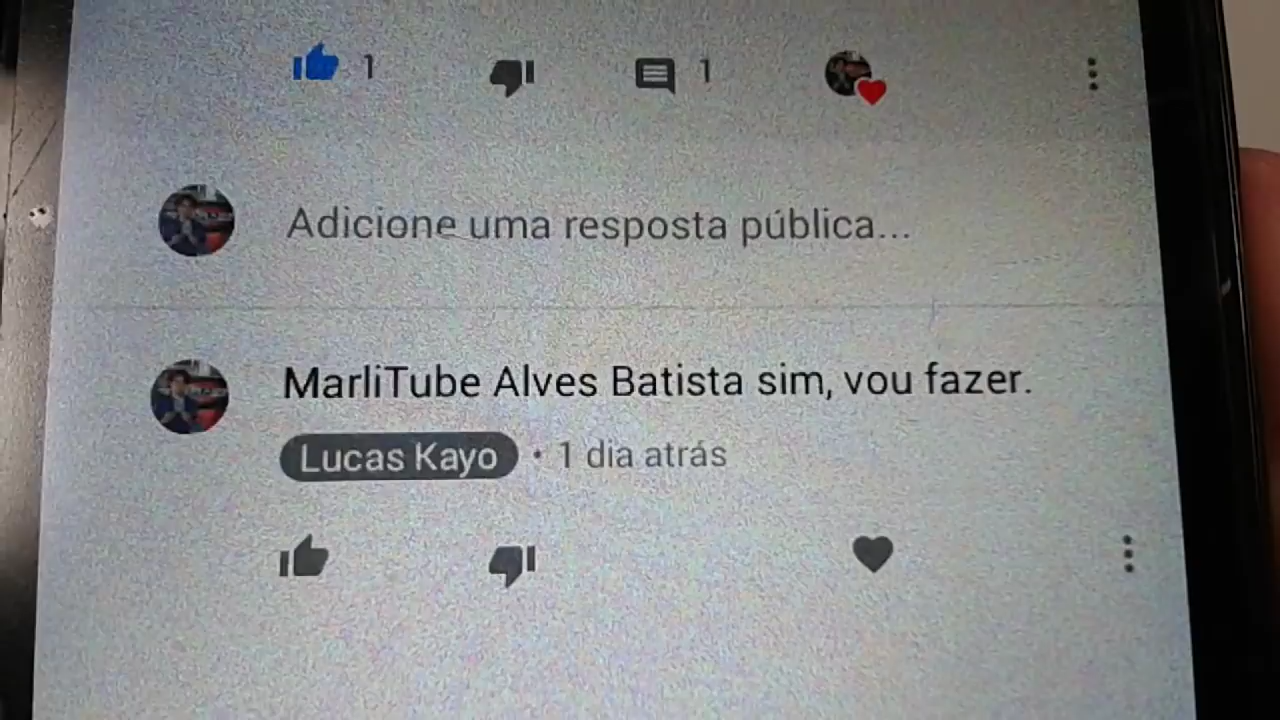 1 1
Adicione uma resposta pública...
MarliTube Alves Batista sim, vou fazer.
Lucas Kayo • 1 dia atrás